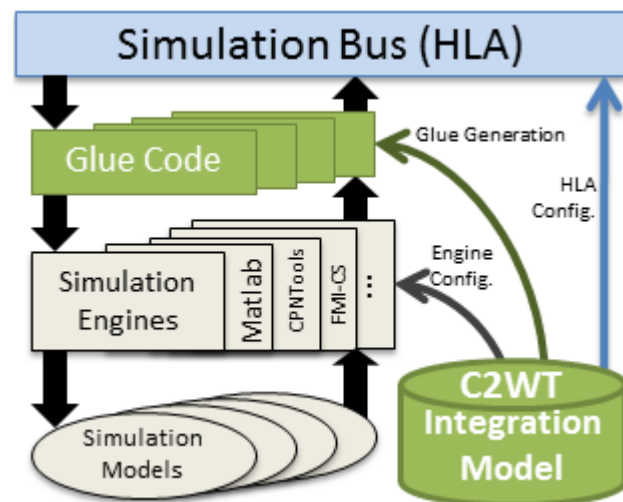 Simulation Bus (HLA)
Glue Code
Glue Generation
HLA
Config.
Simulation
Engines
Matlab
CPNTools
FMI-CS
...
Engine
Config.
Simulation
Models
C2WT
Integration
Model